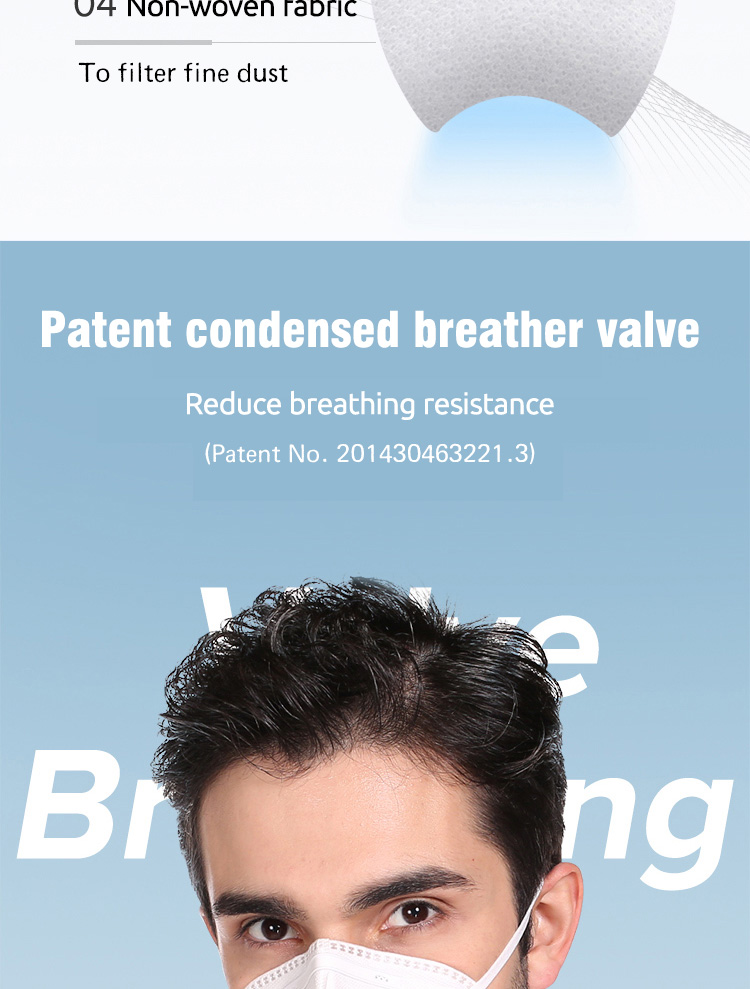 04 Non-woven fabric
To filter fine dust
Patent condensed breather valve
Reduce breathing resistance
(Patent No. 201430463221.3)